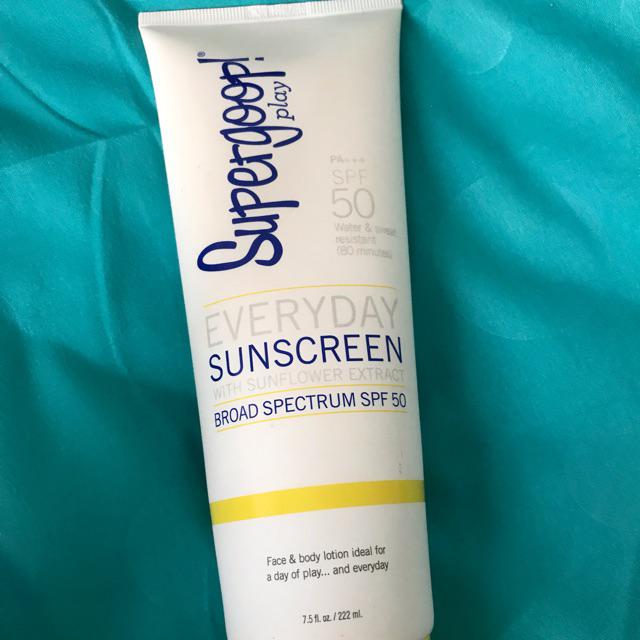 Supergoop!®
play
PA+++
SPF
50
Water & sweat
resistant
(80 minutes)
EVERYDAY
SUNSCREEN
WITH SUNFLOWER EXTRACT
BROAD SPECTRUM SPF 50
Face & body lotion ideal for
a day of play... and everyday
7.5 fl. oz. / 222 ml.